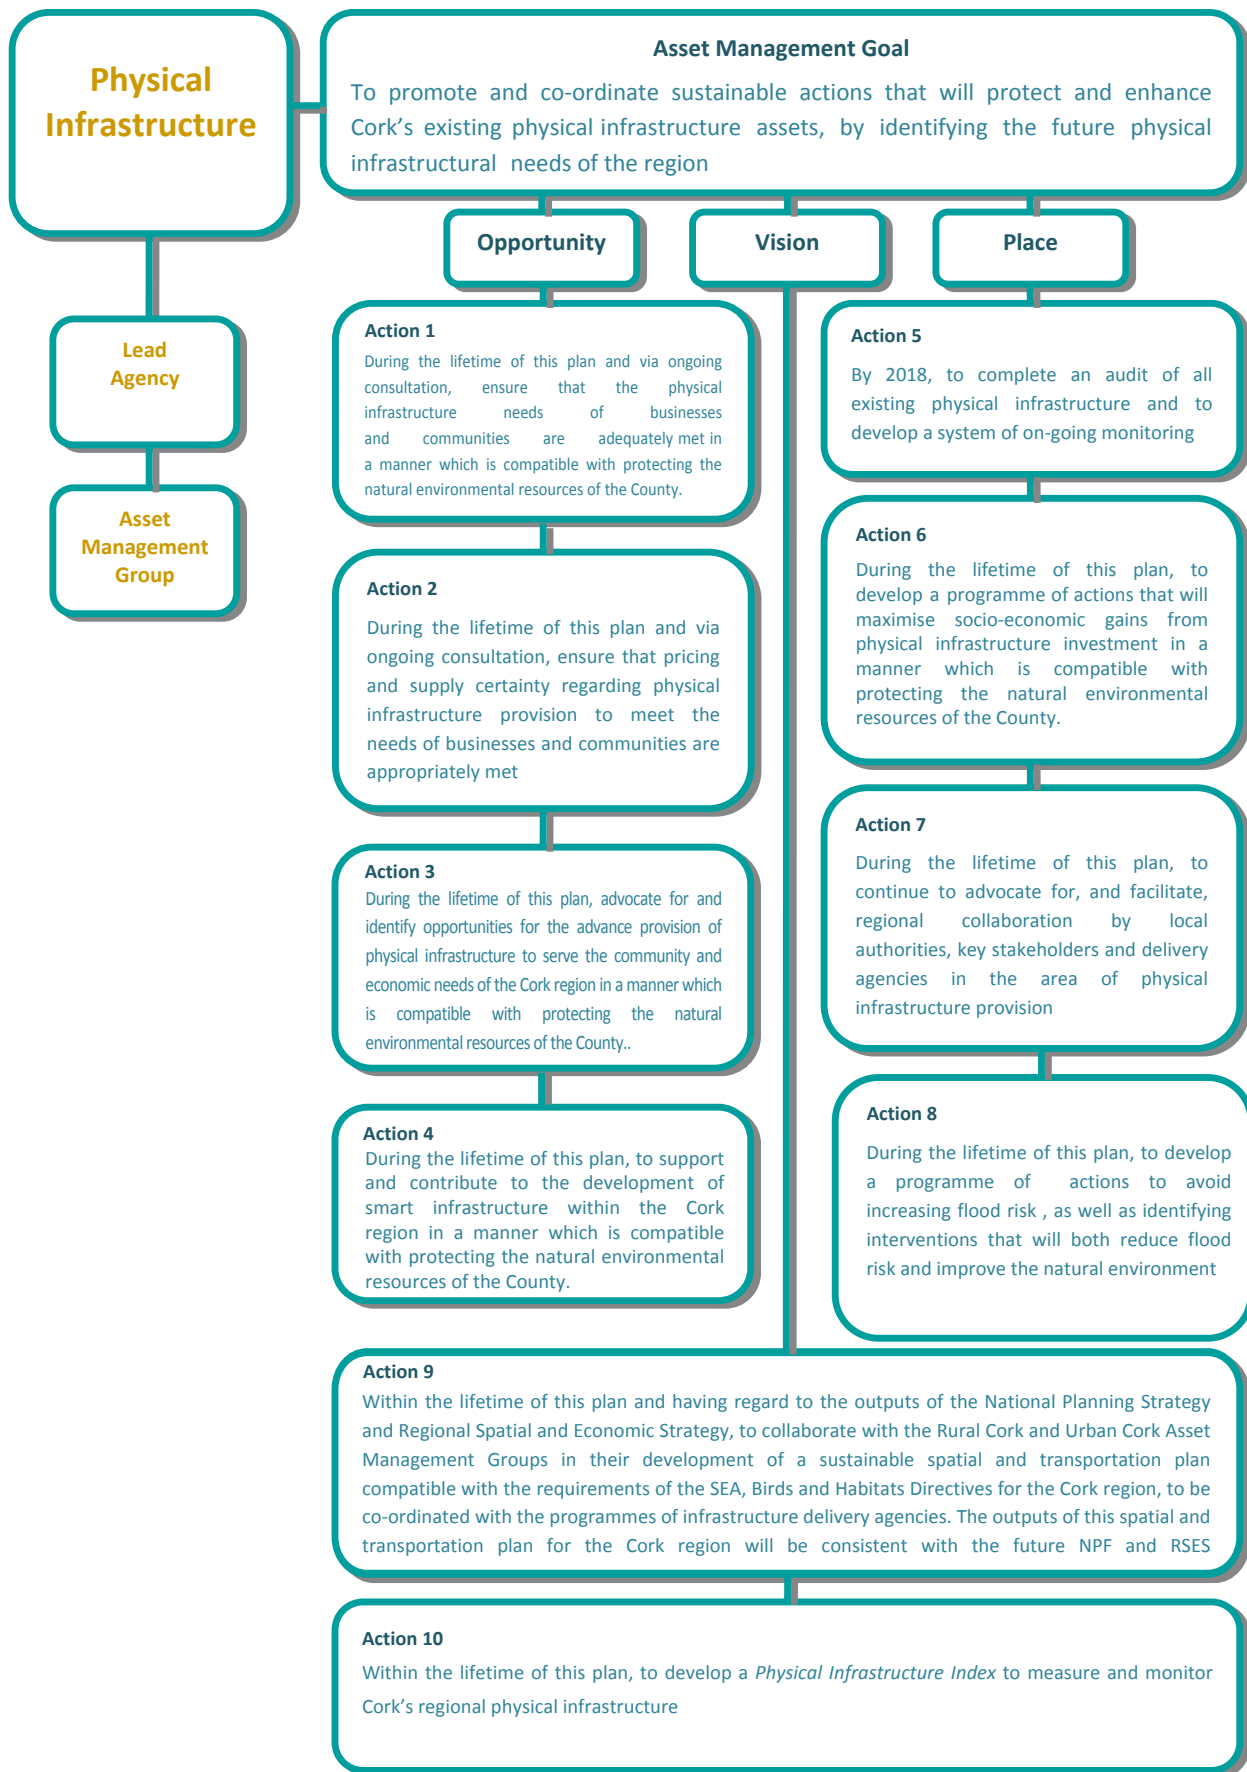 Physical
Infrastructure
Asset Management Goal
To promote and co-ordinate sustainable actions that will protect and enhance
Cork’s existing physical infrastructure assets, by identifying the future physical
infrastructural needs of the region
Lead
Agency
Asset
Management
Group
Opportunity
Vision
Place
Action 1
During the lifetime of this plan and via ongoing
consultation, ensure that the physical
infrastructure needs of businesses
and communities are adequately met in
a manner which is compatible with protecting the
natural environmental resources of the County.
Action 2
During the lifetime of this plan and via
ongoing consultation, ensure that pricing
and supply certainty regarding physical
infrastructure provision to meet the
needs of businesses and communities are
appropriately met
Action 3
During the lifetime of this plan, advocate for and
identify opportunities for the advance provision of
physical infrastructure to serve the community and
economic needs of the Cork region in a manner which
is compatible with protecting the natural
environmental resources of the County..
Action 4
During the lifetime of this plan, to support
and contribute to the development of
smart infrastructure within the Cork
region in a manner which is compatible
with protecting the natural environmental
resources of the County.
Action 5
By 2018, to complete an audit of all
existing physical infrastructure and to
develop a system of on-going monitoring
Action 6
During the lifetime of this plan, to
develop a programme of actions that will
maximise socio-economic gains from
physical infrastructure investment in a
manner which is compatible with
protecting the natural environmental
resources of the County.
Action 7
During the lifetime of this plan, to
continue to advocate for, and facilitate,
regional collaboration by local
authorities, key stakeholders and delivery
agencies in the area of physical
infrastructure provision
Action 8
During the lifetime of this plan, to develop
a programme of actions to avoid
increasing flood risk , as well as identifying
interventions that will both reduce flood
risk and improve the natural environment
Action 9
Within the lifetime of this plan and having regard to the outputs of the National Planning Strategy
and Regional Spatial and Economic Strategy, to collaborate with the Rural Cork and Urban Cork Asset
Management Groups in their development of a sustainable spatial and transportation plan
compatible with the requirements of the SEA, Birds and Habitats Directives for the Cork region, to be
co-ordinated with the programmes of infrastructure delivery agencies. The outputs of this spatial and
transportation plan for the Cork region will be consistent with the future NPF and RSES
Action 10
Within the lifetime of this plan, to develop a Physical Infrastructure Index to measure and monitor
Cork’s regional physical infrastructure